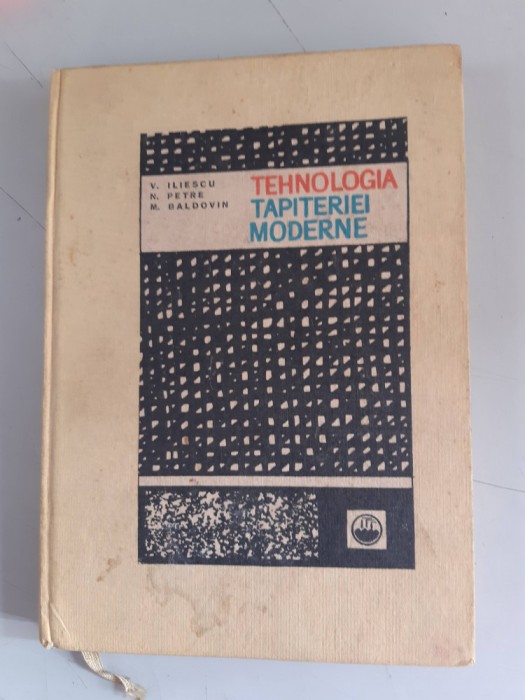 V. ILIESCU
N. PETRE
M. BALDOVIN
TEHNOLOGIA
TAPITERIEI
MODERNE